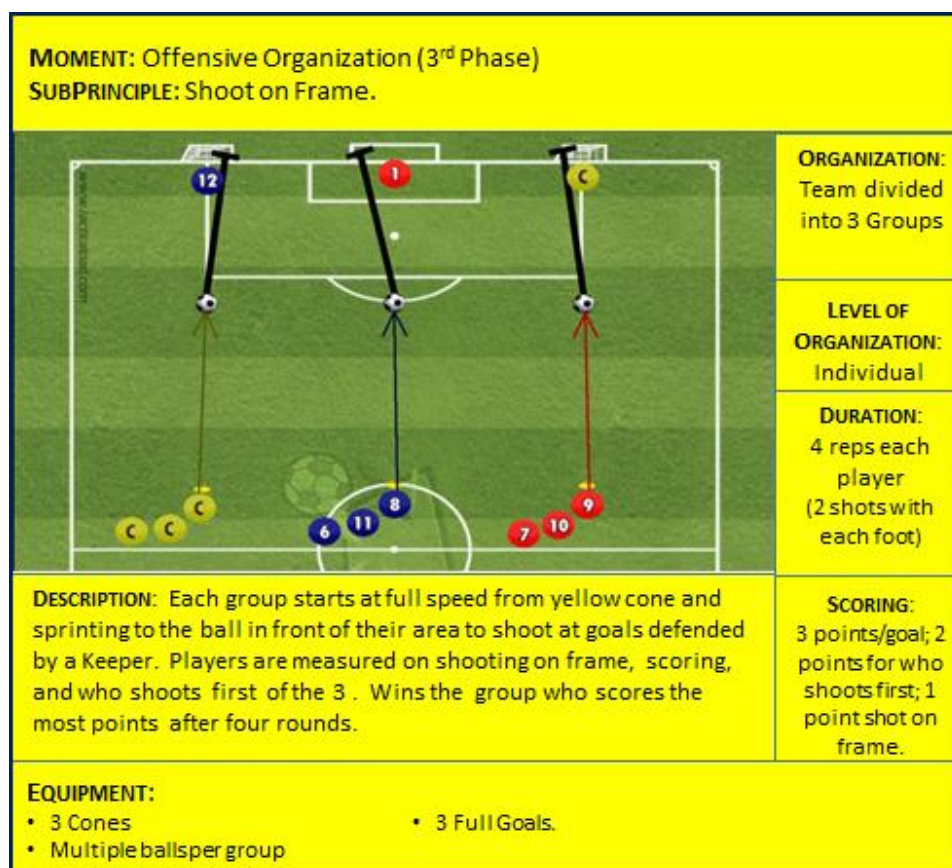 MOMENT: Offensive Organization (3rd Phase)
SUBPRINCIPLE: Shoot on Frame.
12
1
C
C
C
C
6
11
8
7
10
9
ORGANIZATION:
Team divided
into 3 Groups
LEVEL OF
ORGANIZATION:
Individual
DURATION:
4 reps each
player
(2 shots with
each foot)
DESCRIPTION: Each group starts at full speed from yellow cone and
sprinting to the ball in front of their area to shoot at goals defended
by a Keeper. Players are measured on shooting on frame, scoring,
and who shoots first of the 3 . Wins the group who scores the
most points after four rounds.
SCORING:
3 points/goal; 2
points for who
shoots first; 1
point shot on
frame.
EQUIPMENT:
• 3 Cones
• Multiple balls per group
• 3 Full Goals.